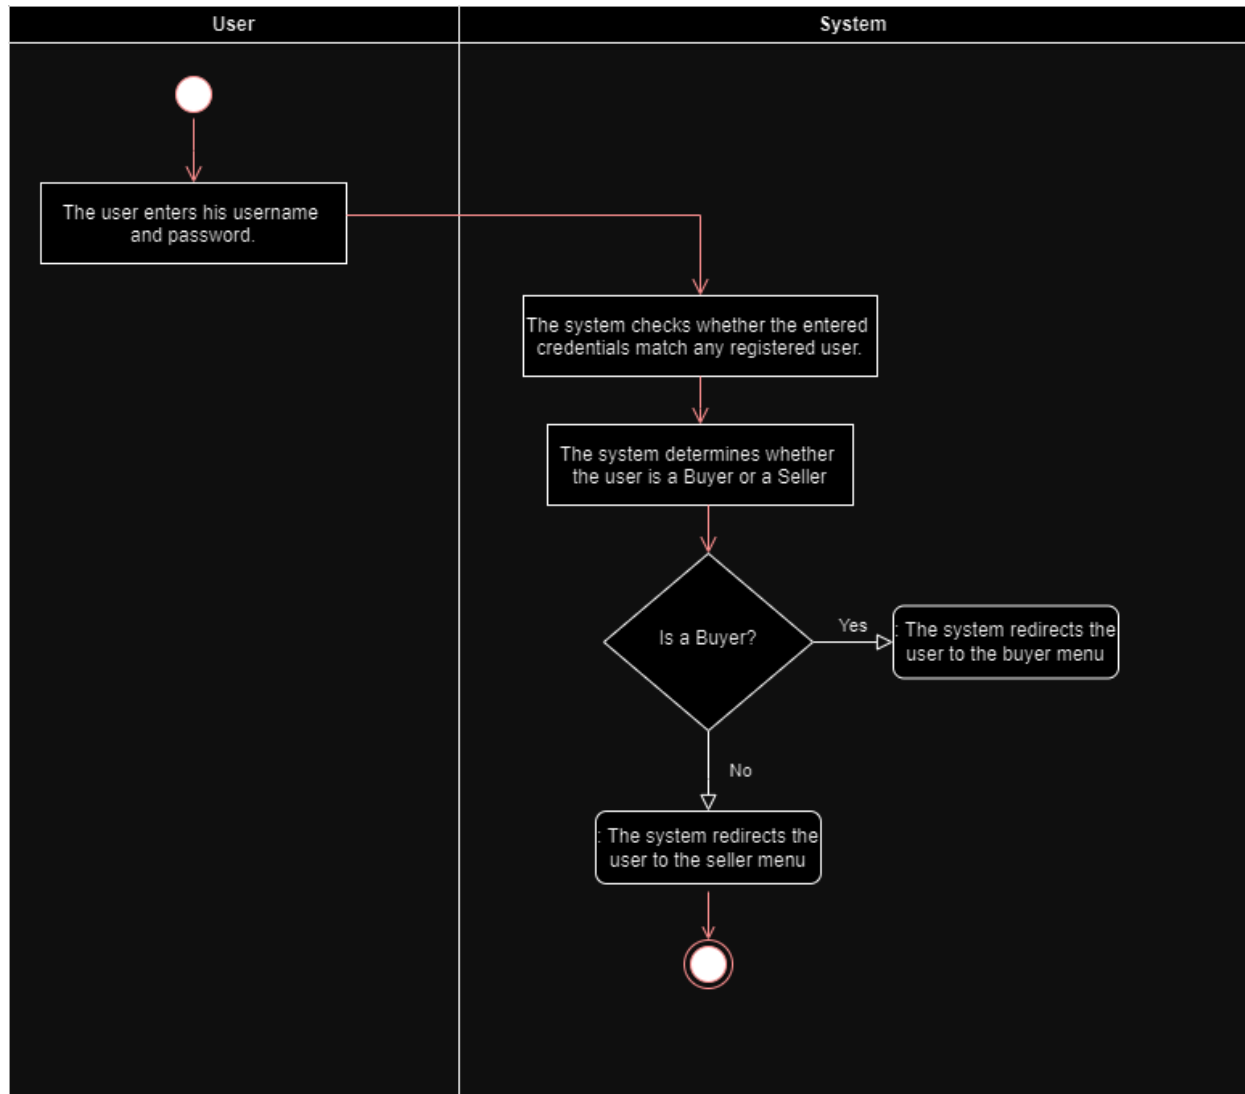 User
System
The user enters his username
and password.
The system checks whether the entered
credentials match any registered user.
The system determines whether
the user is a Buyer or a Seller
Is a Buyer?
Yes
: The system redirects the
user to the buyer menu
No
: The system redirects the
user to the seller menu